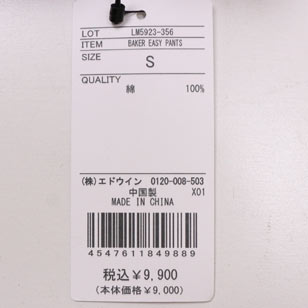 LOT LM5923-356
ITEM BAKER EASY PANTS
SIZE S
QUALITY
綿 100%
(株)エドウイン 0120-008-503
中国製 X01
MADE IN CHINA
4547611849889
税込￥9,900
(本体価格￥9,000)